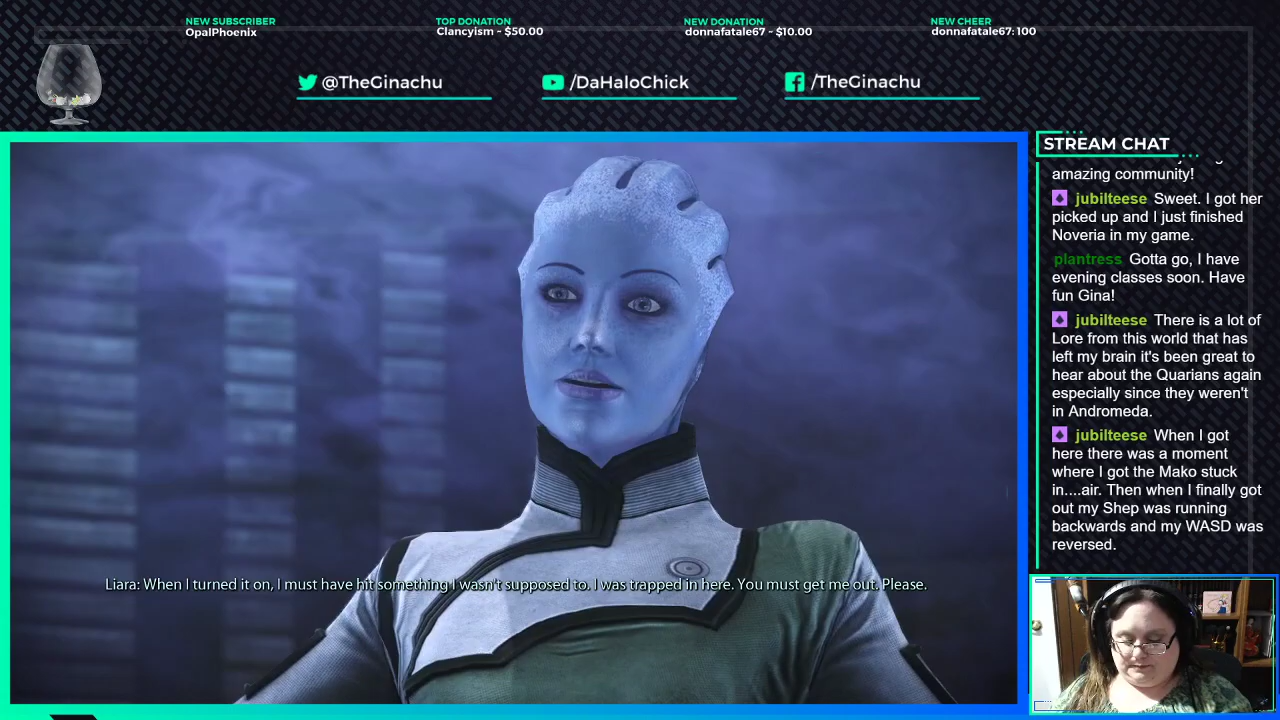 NEW SUBSCRIBER
OpalPhoenix
TOP DONATION
Clancyism - $50.00
NEW DONATION
donnafatale67 - $10.00
NEW CHEER
donnafatale67: 100
@TheGinachu
/DaHaloChick
/TheGinachu
STREAM CHAT
amazing community!
jubilteese Sweet. I got her
picked up and I just finished
Noveria in my game.
plantress Gotta go, I have
evening classes soon. Have
fun Gina!
jubilteese There is a lot of
Lore from this world that has
left my brain it's been great to
hear about the Quarians again
especially since they weren't
in Andromeda.
jubilteese When I got
here there was a moment
where I got the Mako stuck
in....air. Then when I finally got
out my Shep was running
backwards and my WASD was
reversed.
Liara: When I turned it on, I must have hit something I wasn't supposed to. I was trapped in here. You must get me out. Please.